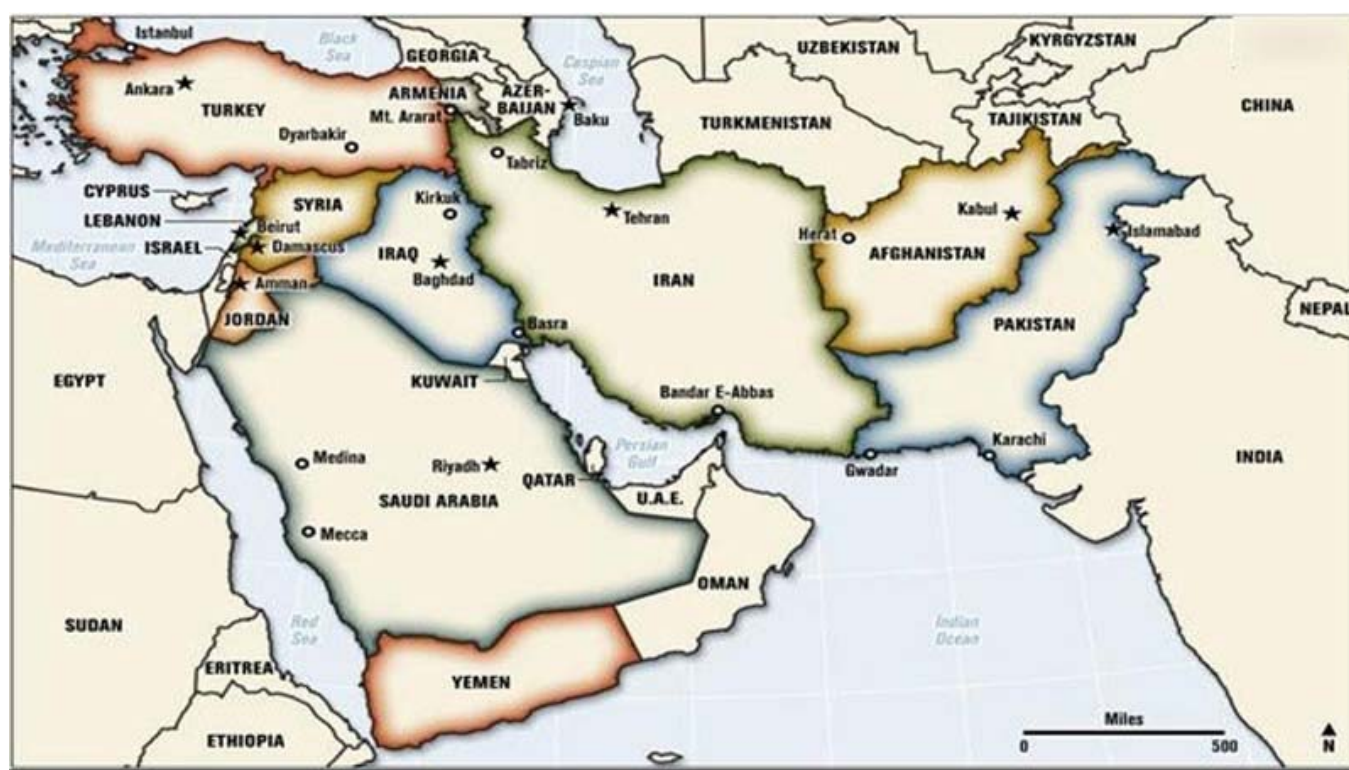 Istanbul
Black
Sea
GEORGIA
Caspian
Sea
UZBEKISTAN
KYRGYZSTAN
Ankara
TURKEY
ARMENIA
Mt. Ararat
AZER-
BAIJAN
Baku
TURKMENISTAN
TAJIKISTAN
CHINA
Dyarbakir
Tabriz
CYPRUS
SYRIA
Kirkuk
Tehran
Kabul
Islamabad
LEBANON
Beirut
Mediterranean
Sea
ISRAEL
Damascus
IRAQ
Baghdad
IRAN
Herat
AFGHANISTAN
Amman
JORDAN
Basra
PAKISTAN
NEPAL
EGYPT
KUWAIT
Bandar E-Abbas
Persian
Gulf
Karachi
Gwadar
INDIA
Medina
Riyadh
QATAR
U.A.E.
SAUDI ARABIA
Mecca
OMAN
SUDAN
Red
Sea
Indian
Ocean
ERITREA
YEMEN
ETHIOPIA
Miles
0 500
N